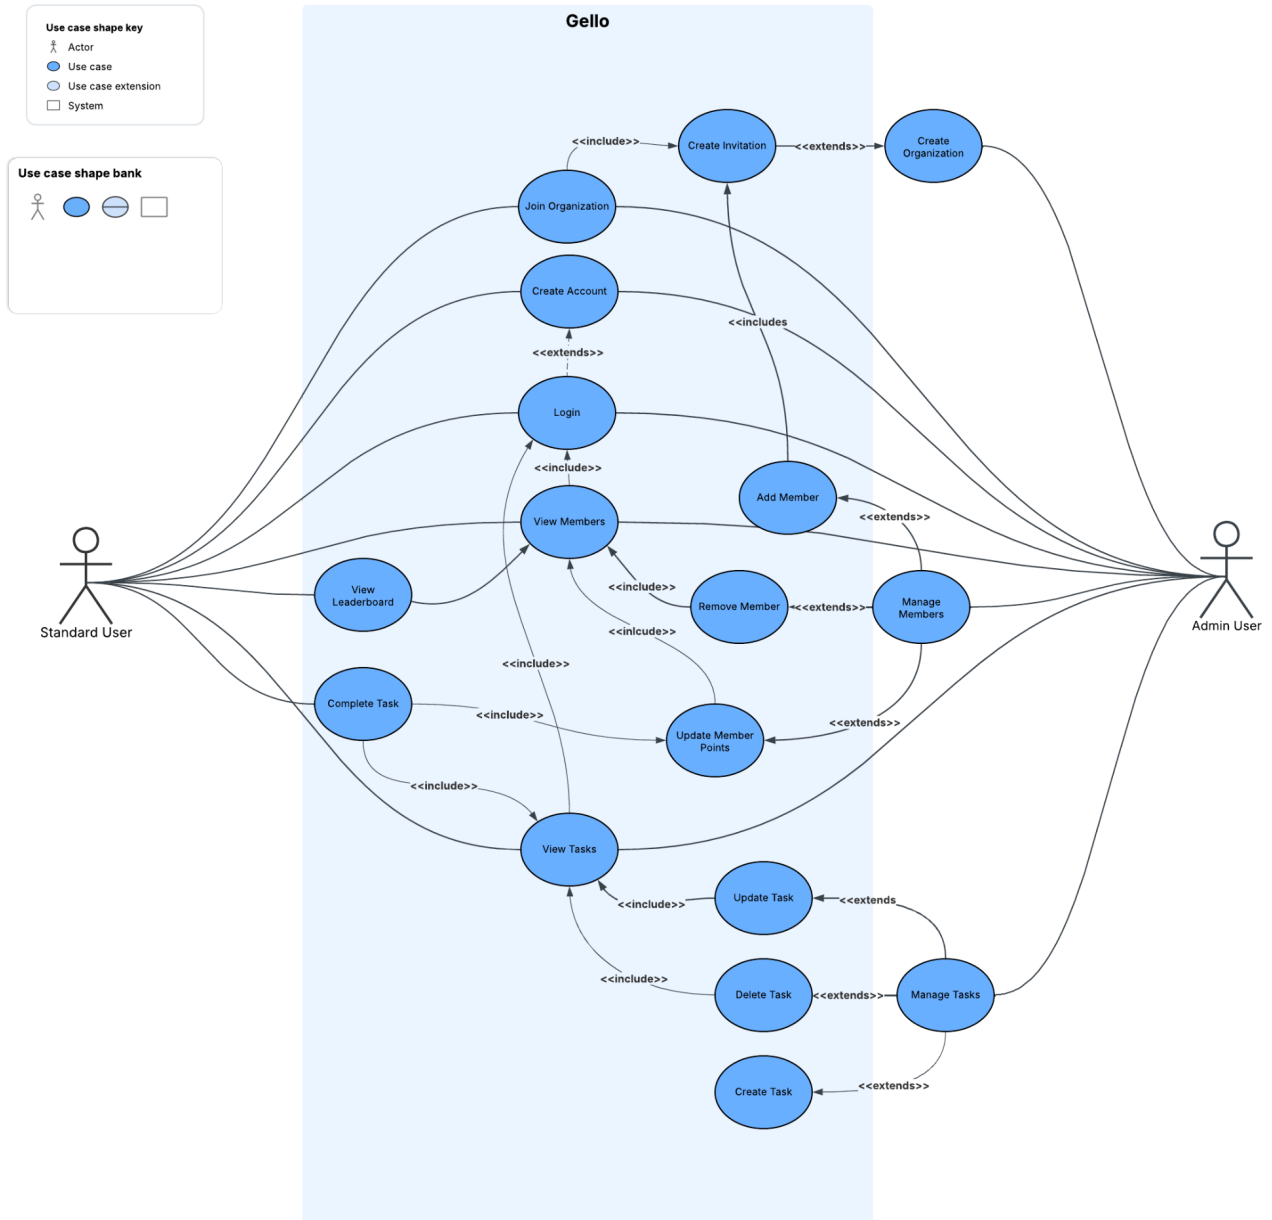 Gello
Use case shape key
Actor
Use case
Use case extension
System
Use case shape bank
<<include>>
Create Invitation
<<extends>>
Create
Organization
Join Organization
Create Account
<<includes
<<extends>>
Login
<<include>>
Add Member
<<extends>>
View Members
View
Leaderboard
<<include>>
Remove Member
<<extends>>
Manage
Members
Standard User
Admin User
<<inlcude>>
<<include>>
Complete Task
<<include>>
<<extends>>
Update Member
Points
<<include>>
View Tasks
Update Task
<<extends
<<include>>
<<include>>
Delete Task
<<extends>>
Manage Tasks
Create Task
<<extends>>